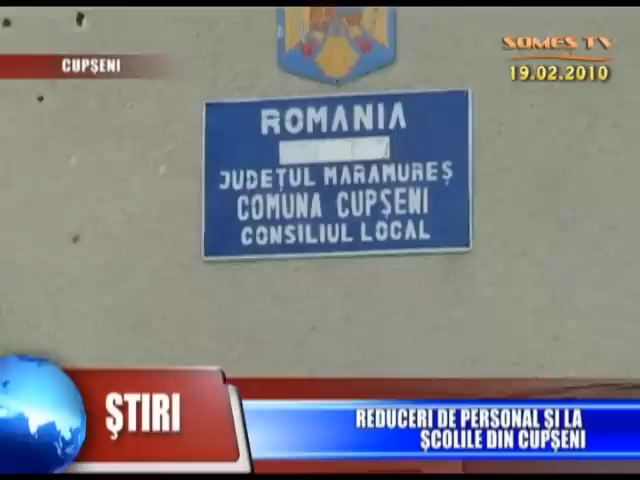 SOMEȘ TV
CUPȘENI
19.02.2010
ROMANIA
JUDEȚUL MARAMUREȘ
COMUNA CUPȘENI
CONSILIUL LOCAL
ȘTIRI
REDUCERI DE PERSONAL ȘI LA
ȘCOLILE DIN CUPȘENI